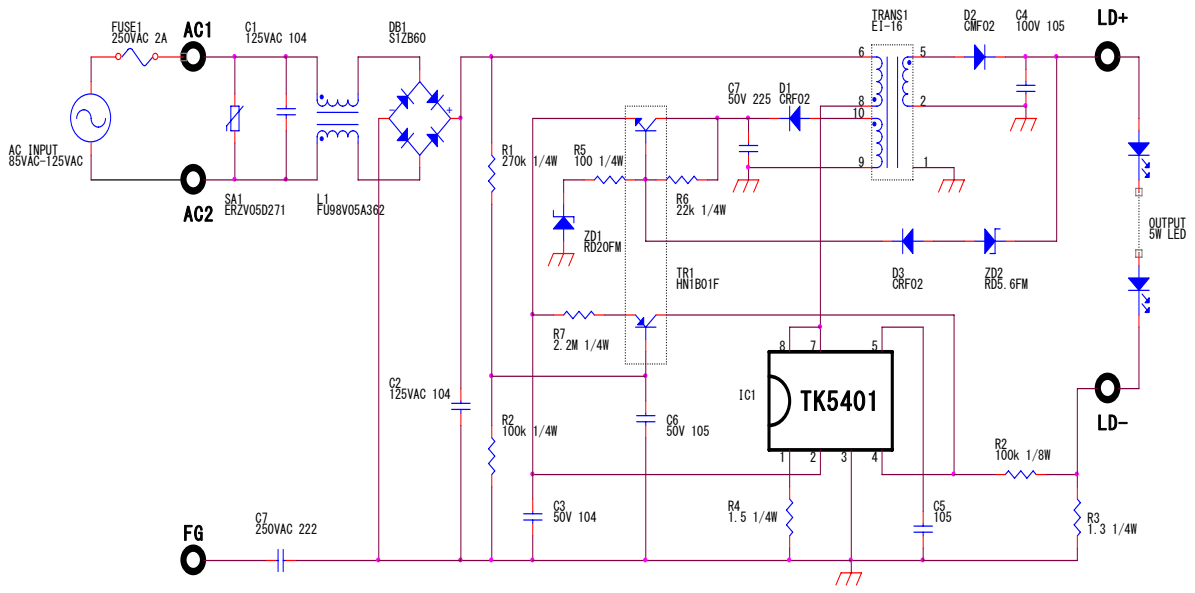 FUSE1
250VAC 2A
AC1
C1
125VAC 104
DB1
S1ZB60
TRANS1
EI-16
D2
CMF02
C4
100V 105
LD+
6
5
C7
50V 225
D1
CRF02
8
10
2
-
+
AC INPUT
85VAC-125VAC
R1
270k 1/4W
R5
100 1/4W
9
1
SA1
ERZV05D271
L1
FU98V05A362
AC2
R6
22k 1/4W
ZD1
RD20FM
OUTPUT
5W LED
TR1
HN1B01F
D3
CRF02
ZD2
RD5.6FM
R7
2.2M 1/4W
8
7
5
C2
125VAC 104
IC1
TK5401
LD-
R2
100k 1/4W
C6
50V 105
1
2
3
4
R2
100k 1/8W
C3
50V 104
R4
1.5 1/4W
C5
105
R3
1.3 1/4W
FG
C7
250VAC 222